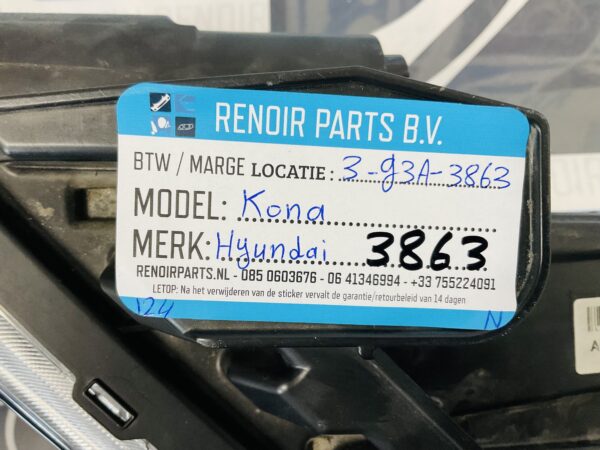 RENOIR PARTS B.V.
BTW / MARGE LOCATIE : 3-g3A-3863
MODEL: Kona
MERK: Hyundai 3863
RENOIRPARTS.NL - 085 0603676 - 06 41346994 - +33 755224091
LETOP: Na het verwijderen van de sticker vervalt de garantie/retourbeleid van 14 dagen
124 N
A